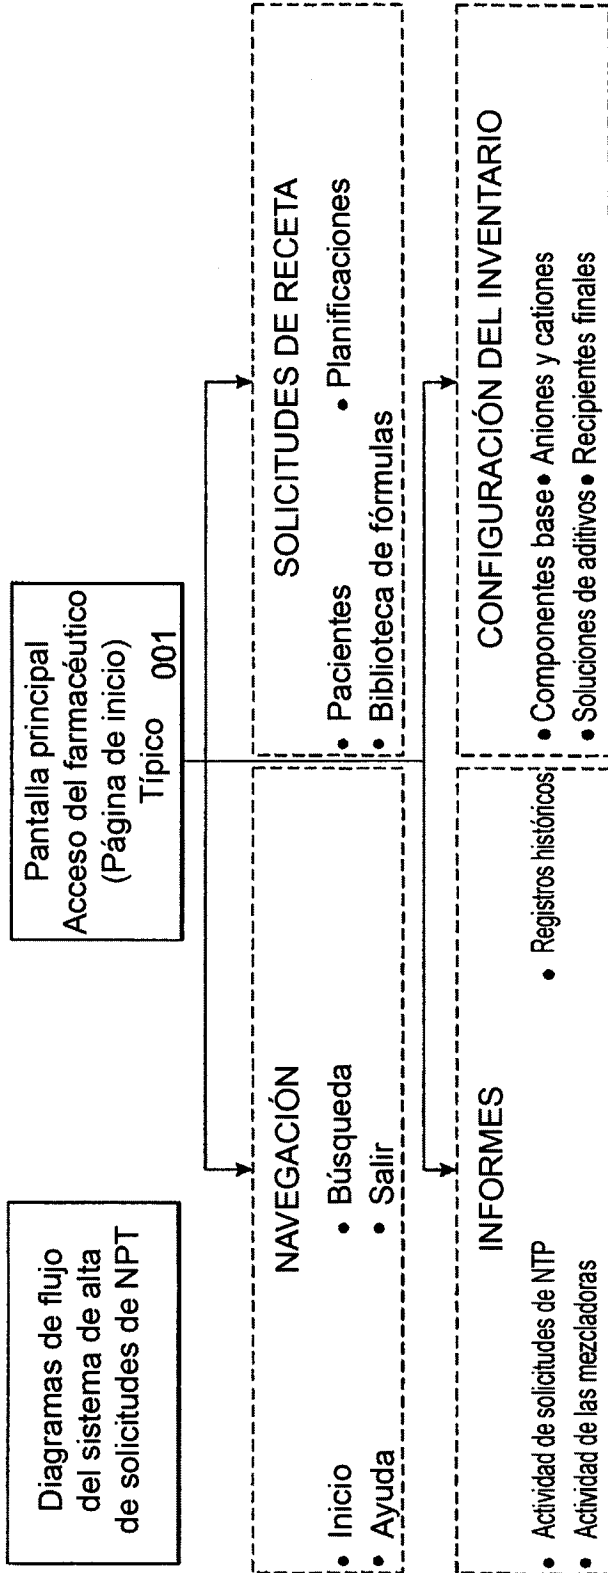 Diagramas de flujo
del sistema de alta
de solicitudes de NPT
Pantalla principal
Acceso del farmacéutico
(Página de inicio)
Típico 001
NAVEGACIÓN
• Inicio • Búsqueda
• Ayuda • Salir
SOLICITUDES DE RECETA
• Pacientes • Planificaciones
• Biblioteca de fórmulas
INFORMES
• Registros históricos
• Actividad de solicitudes de NTP
• Actividad de las mezcladoras
CONFIGURACIÓN DEL INVENTARIO
• Componentes base • Aniones y cationes
• Soluciones de aditivos • Recipientes finales